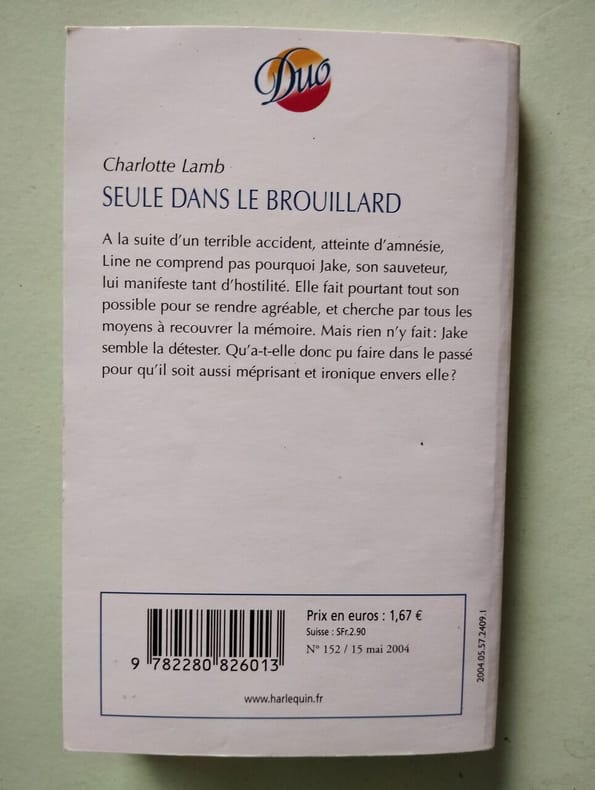 Duo
Charlotte Lamb
SEULE DANS LE BROUILLARD
A la suite d'un terrible accident, atteinte d'amnésie,
Line ne comprend pas pourquoi Jake, son sauveteur,
lui manifeste tant d'hostilité. Elle fait pourtant tout son
possible pour se rendre agréable, et cherche par tous les
moyens à recouvrer la mémoire. Mais rien n'y fait: Jake
semble la détester. Qu'a-t-elle donc pu faire dans le passé
pour qu'il soit aussi méprisant et ironique envers elle?
9 782280 826013
Prix en euros : 1,67 €
Suisse : SFr.2.90
N° 152 / 15 mai 2004
www.harlequin.fr
2004.05.57.2409.1